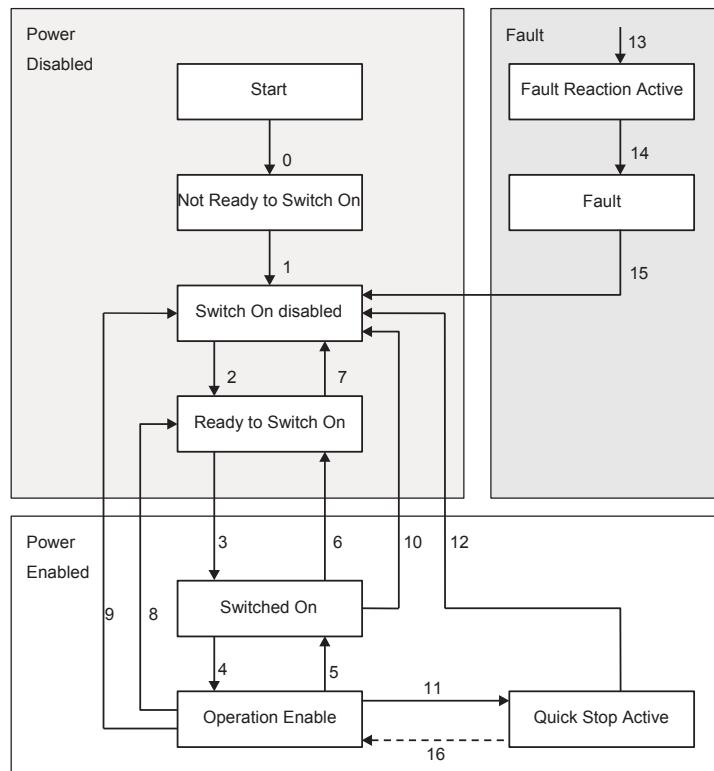 Power
Disabled
Start
0
Not Ready to Switch On
1
Switch On disabled
2
7
Ready to Switch On
Fault
13
Fault Reaction Active
14
Fault
15
Power
Enabled
3
6
10
12
Switched On
9
8
4
5
11
Operation Enable
Quick Stop Active
16